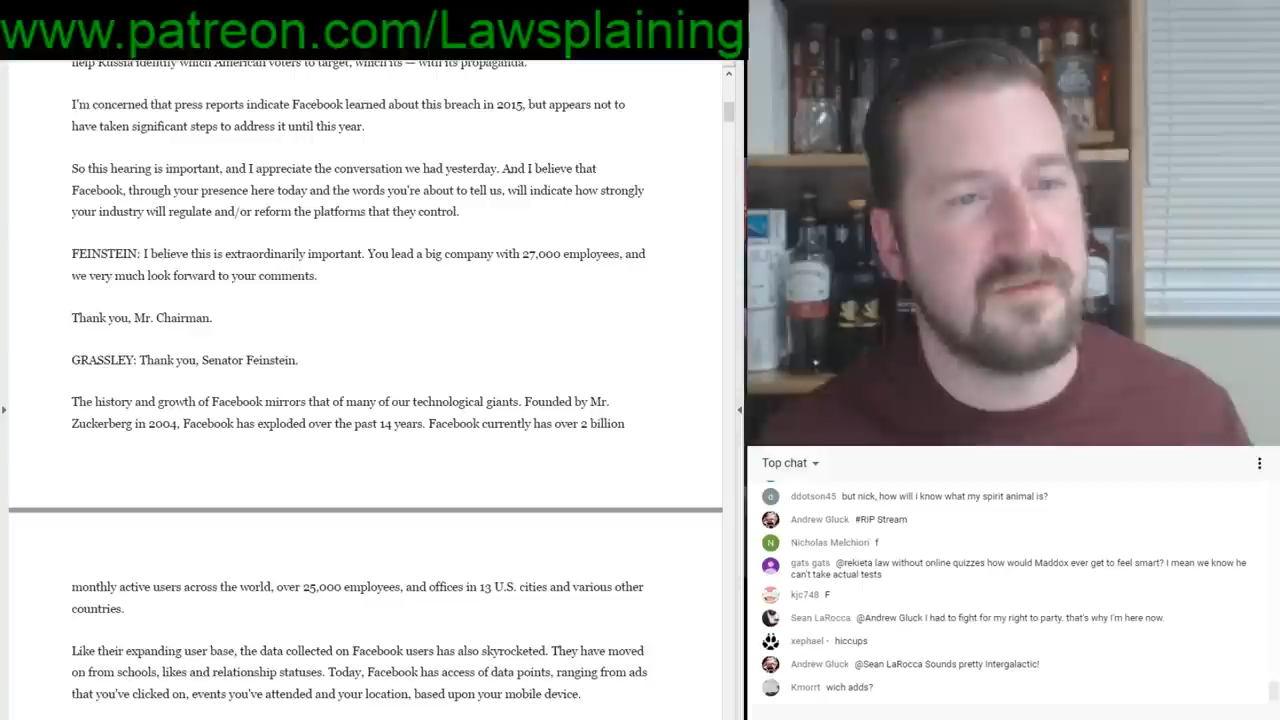 www.patreon.com/Lawsplaining
help Russia identify which American voters to target, which its — with its propaganda.
I'm concerned that press reports indicate Facebook learned about this breach in 2015, but appears not to
have taken significant steps to address it until this year.
So this hearing is important, and I appreciate the conversation we had yesterday. And I believe that
Facebook, through your presence here today and the words you're about to tell us, will indicate how strongly
your industry will regulate and/or reform the platforms that they control.
FEINSTEIN: I believe this is extraordinarily important. You lead a big company with 27,000 employees, and
we very much look forward to your comments.
Thank you, Mr. Chairman.
GRASSLEY: Thank you, Senator Feinstein.
The history and growth of Facebook mirrors that of many of our technological giants. Founded by Mr.
Zuckerberg in 2004, Facebook has exploded over the past 14 years. Facebook currently has over 2 billion
monthly active users across the world, over 25,000 employees, and offices in 13 U.S. cities and various other
countries.
Like their expanding user base, the data collected on Facebook users has also skyrocketed. They have moved
on from schools, likes and relationship statuses. Today, Facebook has access of data points, ranging from ads
that you've clicked on, events you've attended and your location, based upon your mobile device.
Top chat
d
ddotson45 but nick, how will i know what my spirit animal is?
Andrew Gluck #RIP Stream
N
Nicholas Melchiori f
gats gats @rekieta law without online quizzes how would Maddox ever get to feel smart? I mean we know he
can't take actual tests
kjc748 F
Sean LaRocca @Andrew Gluck I had to fight for my right to party. that's why I'm here now.
xephael - hiccups
Andrew Gluck @Sean LaRocca Sounds pretty Intergalactic!
Kmorrt wich adds?